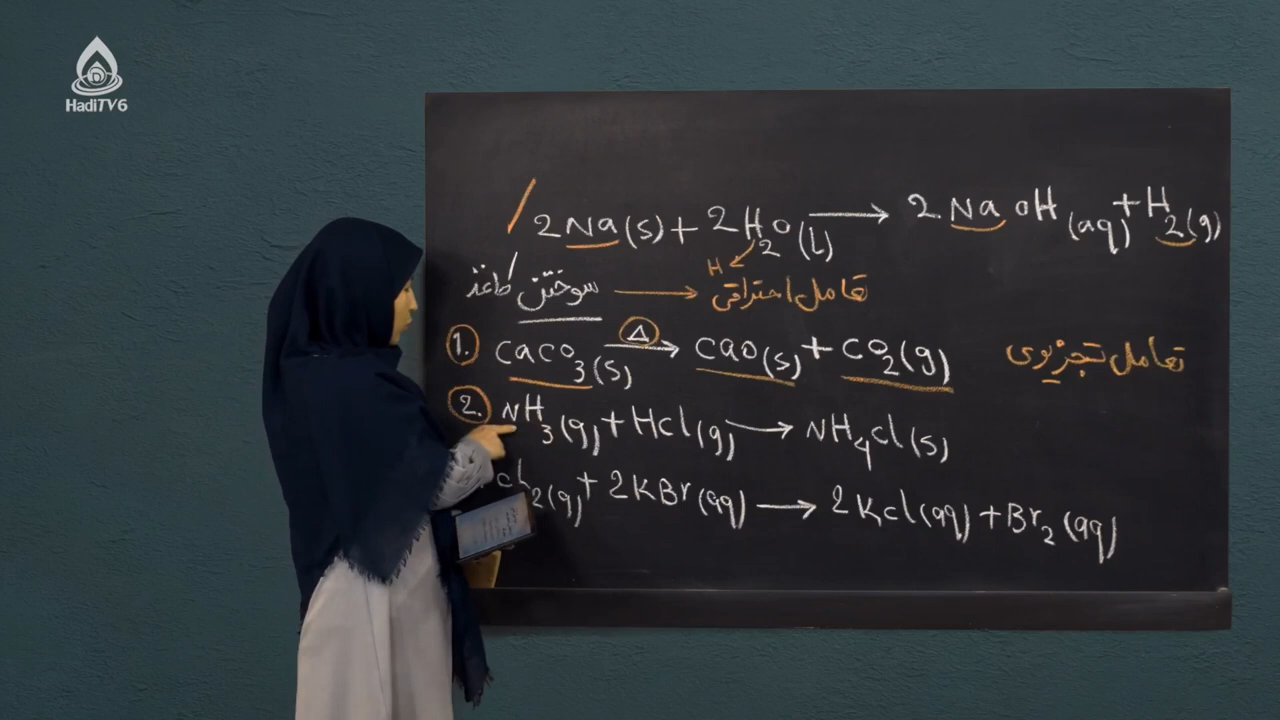 HadiTV6
2Na(s) + 2H₂O(l) → 2NaOH(aq) + H₂(g)
H
سوختن کاغذ → تعامل احتراقی
1. CaCO₃(s) Δ→ CaO(s) + CO₂(g) تعامل تجزیوی
2. NH₃(g) + HCl(g) → NH₄Cl(s)
Cl₂(g) + 2KBr(aq) → 2KCl(aq) + Br₂(aq)